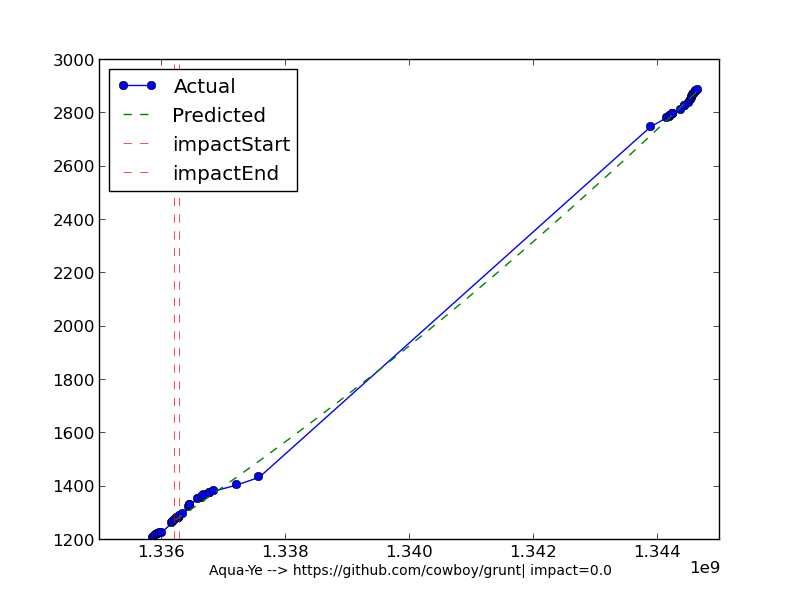 3000
2800
2600
2400
2200
2000
1800
1600
1400
1200
Actual
Predicted
impactStart
impactEnd
1.336 1.338 1.340 1.342 1.344
1e9
Aqua-Ye --> https://github.com/cowboy/grunt| impact=0.0